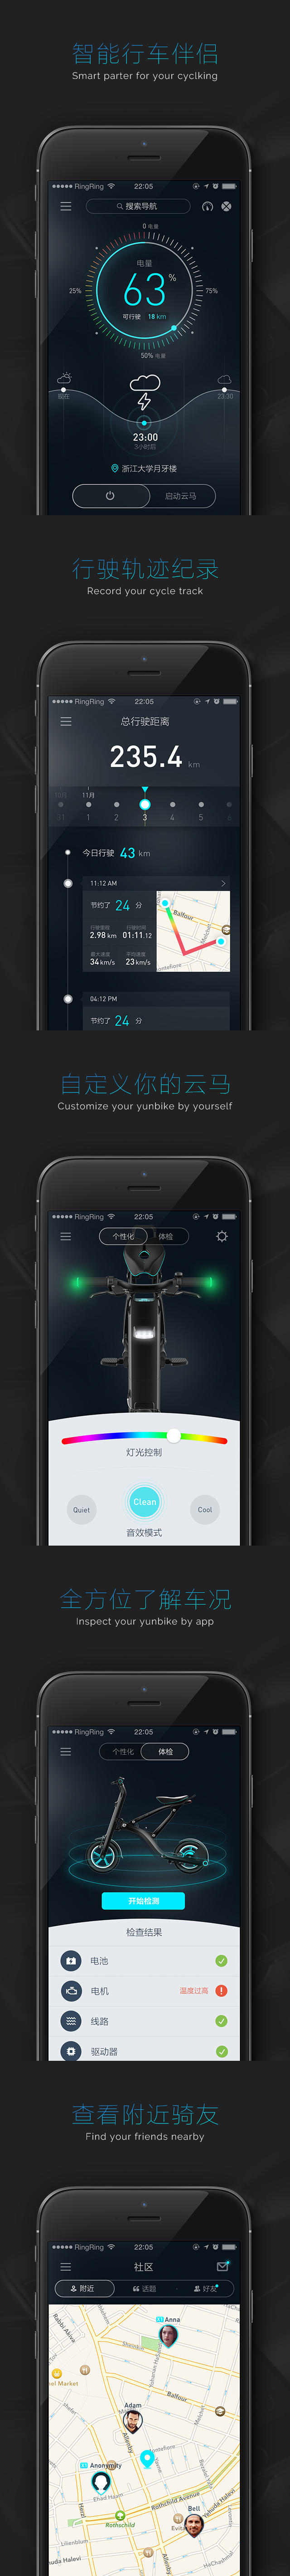 智能行车伴侣
Smart parter for your cyclking
RingRing 22:05
搜索导航
0 电量
电量
25% 63 % 75%
可行驶 18 km
50% 电量
现在 23:30
23:00
3小时后
浙江大学月牙楼
启动云马
行驶轨迹纪录
Record your cycle track
RingRing 22:05
总行驶距离
235.4 km
10月 11月
31 1 2 3 4 5 6
今日行驶 43 km
11:12 AM
节约了 24 分
行驶里程 行驶时间
2.98 km 01:11.12
最大速度 平均速度
34 km/s 23 km/s
Balfour
Montefiore
04:12 PM
节约了 24 分
自定义你的云马
Customize your yunbike by yourself
RingRing 22:05
个性化 体检
灯光控制
Quiet Clean Cool
音效模式
全方位了解车况
Inspect your yunbike by app
RingRing 22:05
个性化 体检
开始检测
检查结果
电池
电机 温度过高
线路
驱动器
查看附近骑友
Find your friends nearby
RingRing 22:05
社区
附近 话题 好友
Anna
Balfour
Adam
Allenby
Anonymity
Ehad Haam
Herzl
Rothschild Avenue
Bell
Rothschild
Lilienblum
Yehuda Halevi